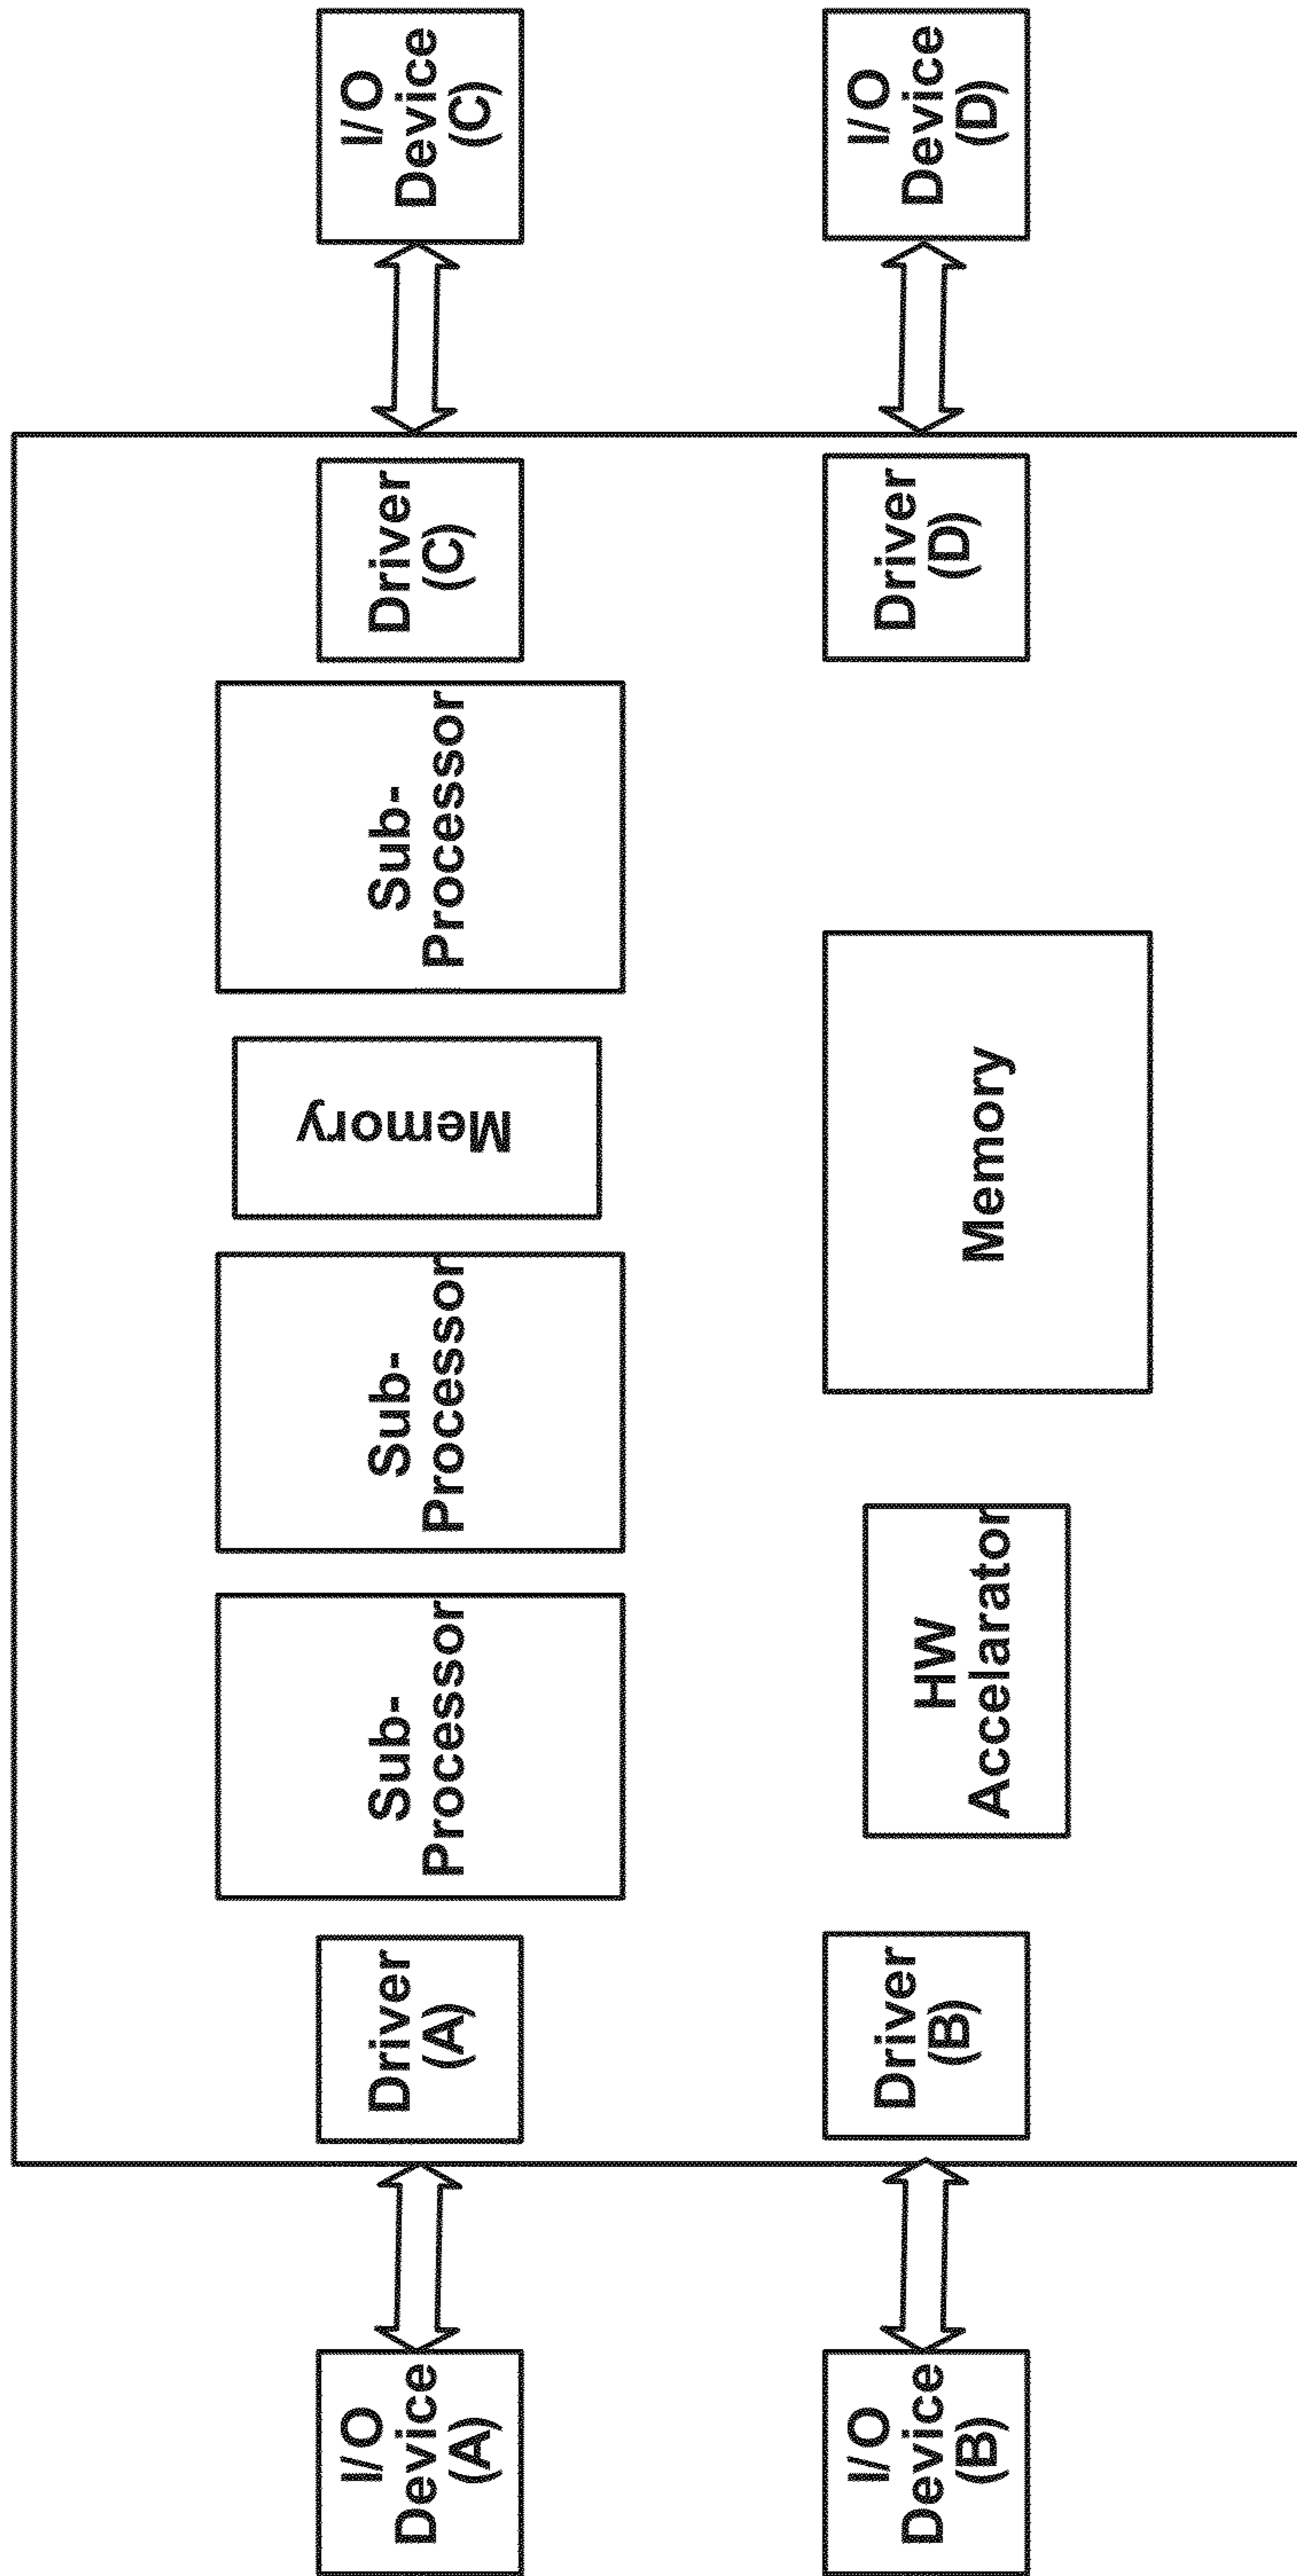 I/O
Device
(A)
Driver
(A)
Sub-
Processor
Sub-
Processor
Memory
Sub-
Processor
Driver
(C)
I/O
Device
(C)
I/O
Device
(B)
Driver
(B)
HW
Accelarator
Memory
Driver
(D)
I/O
Device
(D)